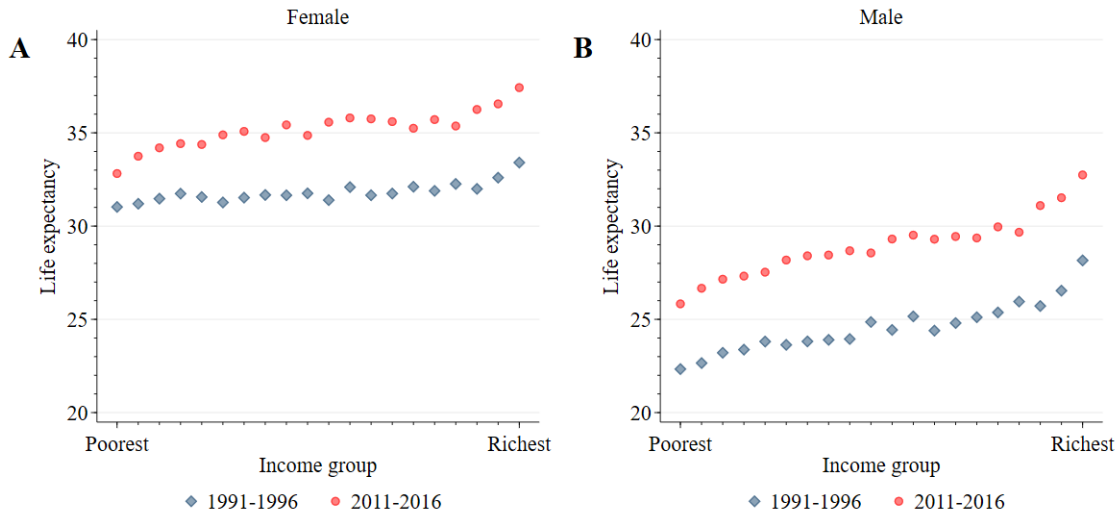 A
Female
Life expectancy
40
35
30
25
20
Poorest
Richest
Income group
1991-1996
2011-2016
B
Male
Life expectancy
40
35
30
25
20
Poorest
Richest
Income group
1991-1996
2011-2016